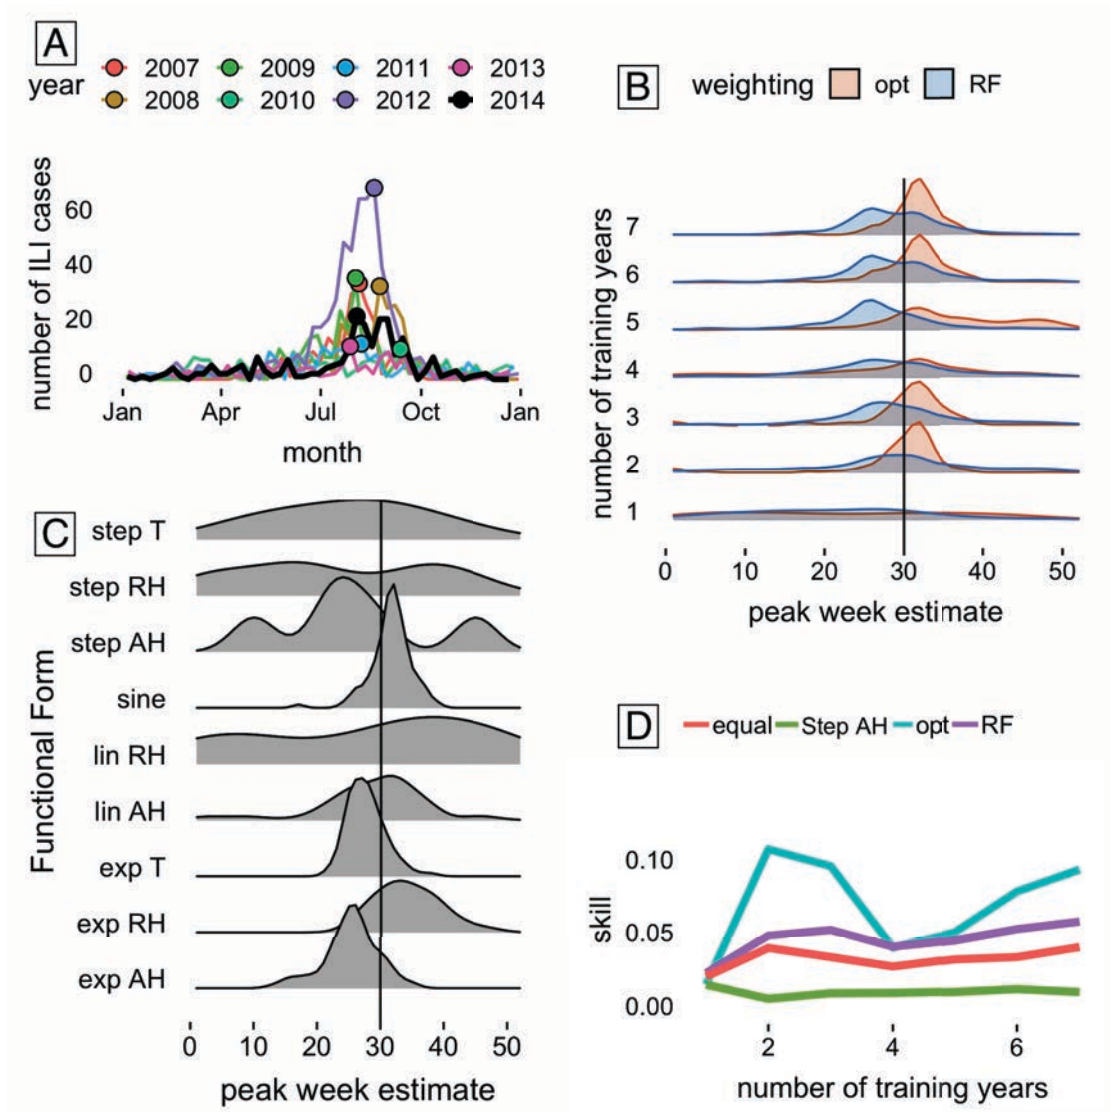 A
year
2007 2009 2011 2013
2008 2010 2012 2014
number of ILI cases
60
40
20
0
Jan Apr Jul Oct Jan
month
B
weighting opt RF
number of training years
7
6
5
4
3
2
1
0 10 20 30 40 50
peak week estimate
C
Functional Form
step T
step RH
step AH
sine
lin RH
lin AH
exp T
exp RH
exp AH
0 10 20 30 40 50
peak week estimate
D
equal Step AH opt RF
skill
0.10
0.05
0.00
2 4 6
number of training years